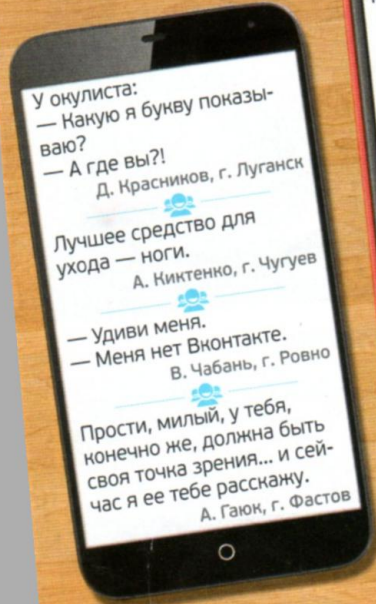 У окулиста:
— Какую я букву показы-
ваю?
— А где вы?!
Д. Красников, г. Луганск
Лучшее средство для
ухода — ноги.
А. Киктенко, г. Чугуев
— Удиви меня.
— Меня нет Вконтакте.
В. Чабань, г. Ровно
Прости, милый, у тебя,
конечно же, должна быть
своя точка зрения... и сей-
час я ее тебе расскажу.
А. Гаюк, г. Фастов